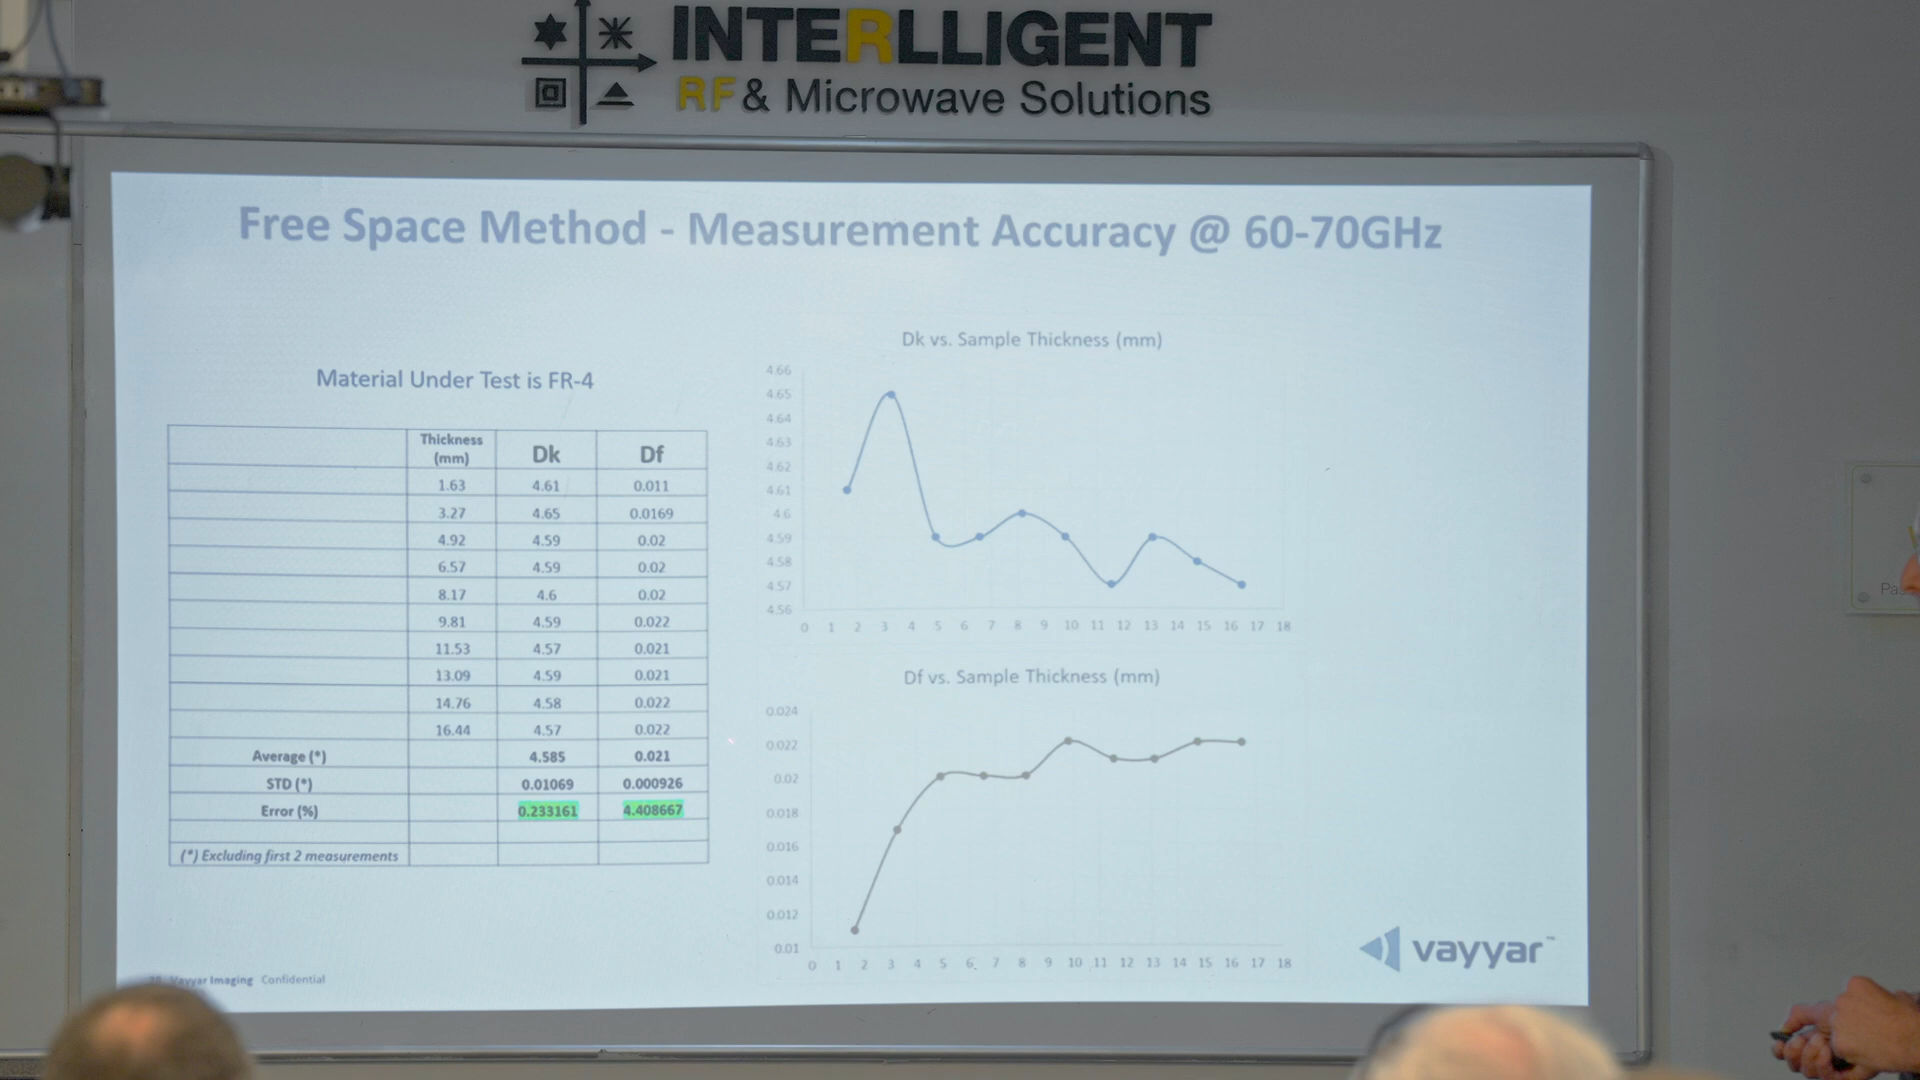 INTERLLIGENT
RF & Microwave Solutions
Free Space Method - Measurement Accuracy @ 60-70GHz
Material Under Test is FR-4
Thickness (mm) Dk Df
1.63 4.61 0.011
3.27 4.65 0.0169
4.92 4.59 0.02
6.57 4.59 0.02
8.17 4.6 0.02
9.81 4.59 0.022
11.53 4.57 0.021
13.09 4.59 0.021
14.76 4.58 0.022
16.44 4.57 0.022
Average (*) 4.585 0.021
STD (*) 0.01069 0.000926
Error (%) 0.233161 4.408667
(*) Excluding first 2 measurements
Dk vs. Sample Thickness (mm)
4.66
4.65
4.64
4.63
4.62
4.61
4.6
4.59
4.58
4.57
4.56
0 1 2 3 4 5 6 7 8 9 10 11 12 13 14 15 16 17 18
Df vs. Sample Thickness (mm)
0.024
0.022
0.02
0.018
0.016
0.014
0.012
0.01
0 1 2 3 4 5 6 7 8 9 10 11 12 13 14 15 16 17 18
vayyar™
Vayyar Imaging Confidential